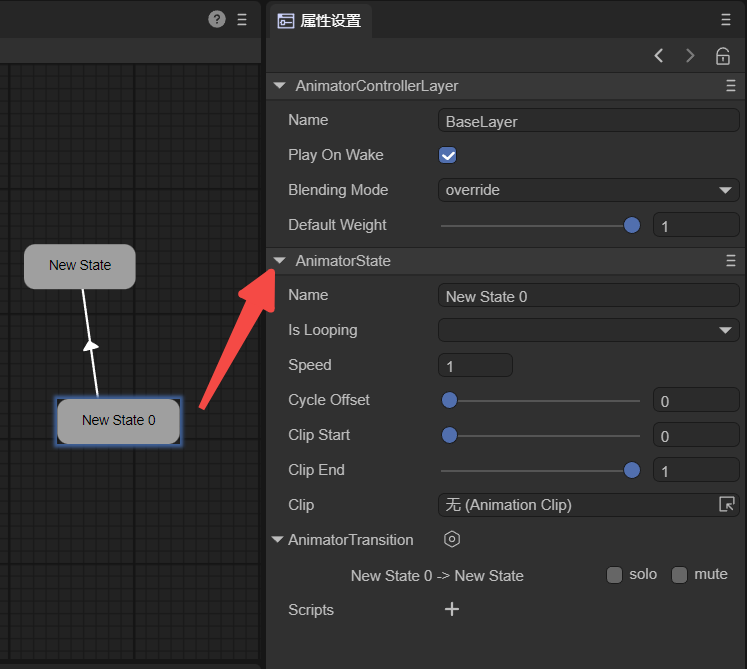 ?
属性设置
AnimatorControllerLayer
Name
BaseLayer
Play On Wake
Blending Mode
override
Default Weight
1
New State
New State 0
AnimatorState
Name
New State 0
Is Looping
Speed
1
Cycle Offset
0
Clip Start
0
Clip End
1
Clip
无 (Animation Clip)
AnimatorTransition
New State 0 -> New State
solo
mute
Scripts